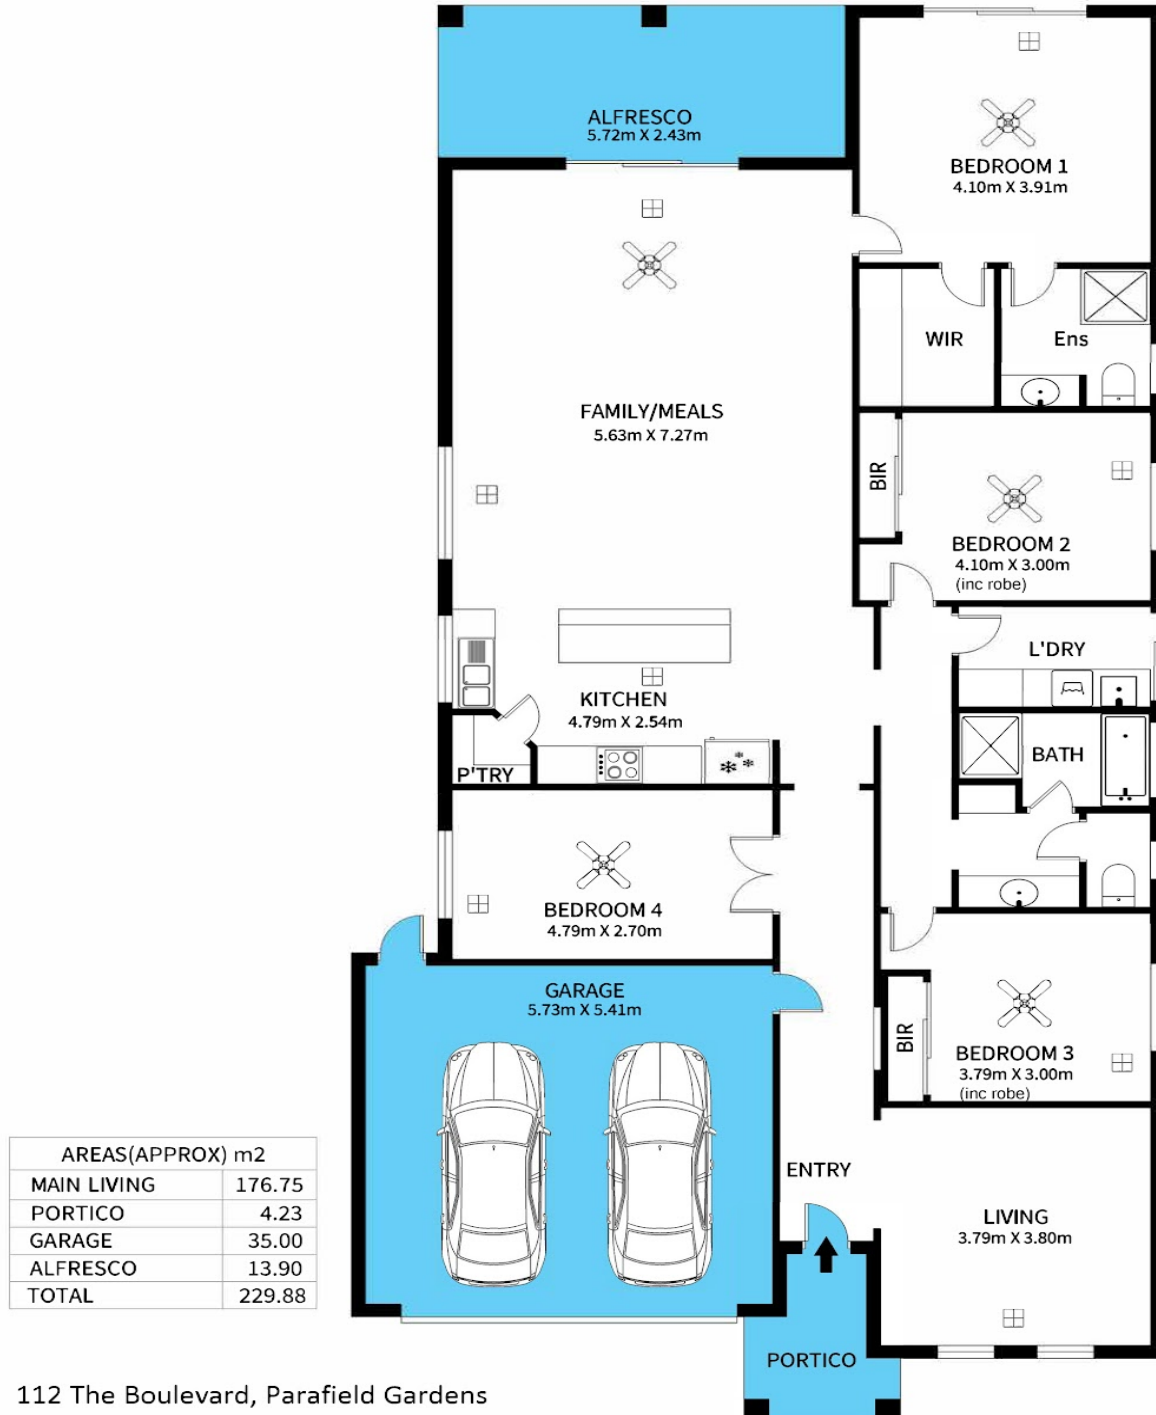 ALFRESCO
5.72m X 2.43m
BEDROOM 1
4.10m X 3.91m
WIR
Ens
FAMILY/MEALS
5.63m X 7.27m
BIR
BEDROOM 2
4.10m X 3.00m
(inc robe)
L'DRY
KITCHEN
4.79m X 2.54m
P'TRY
BATH
BEDROOM 4
4.79m X 2.70m
GARAGE
5.73m X 5.41m
BIR
BEDROOM 3
3.79m X 3.00m
(inc robe)
ENTRY
LIVING
3.79m X 3.80m
PORTICO
AREAS(APPROX) m2
MAIN LIVING 176.75
PORTICO 4.23
GARAGE 35.00
ALFRESCO 13.90
TOTAL 229.88
112 The Boulevard, Parafield Gardens